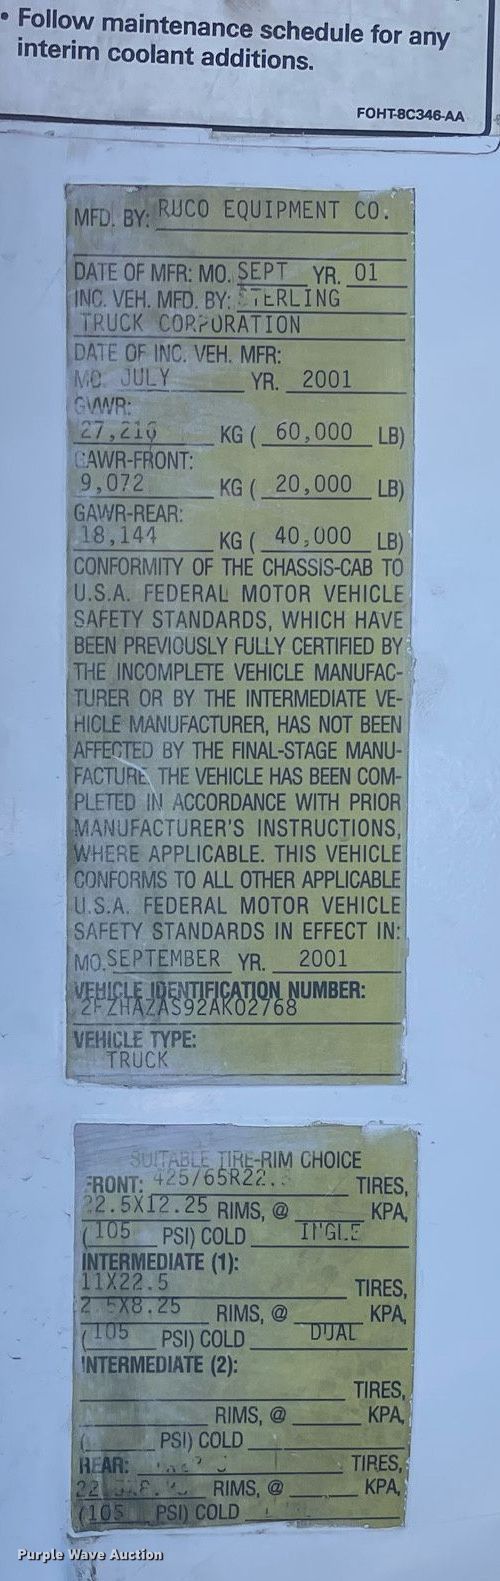 • Follow maintenance schedule for any
interim coolant additions.
FOHT-8C346-AA
MFD. BY: RUCO EQUIPMENT CO.
DATE OF MFR: MO. SEPT YR. 01
INC. VEH. MFD. BY: STERLING
TRUCK CORPORATION
DATE OF INC. VEH. MFR:
MO. JULY YR. 2001
GVWR:
27,216 KG ( 60,000 LB)
GAWR-FRONT:
9,072 KG ( 20,000 LB)
GAWR-REAR:
18,144 KG ( 40,000 LB)
CONFORMITY OF THE CHASSIS-CAB TO
U.S.A. FEDERAL MOTOR VEHICLE
SAFETY STANDARDS, WHICH HAVE
BEEN PREVIOUSLY FULLY CERTIFIED BY
THE INCOMPLETE VEHICLE MANUFAC-
TURER OR BY THE INTERMEDIATE VE-
HICLE MANUFACTURER, HAS NOT BEEN
AFFECTED BY THE FINAL-STAGE MANU-
FACTURE. THE VEHICLE HAS BEEN COM-
PLETED IN ACCORDANCE WITH PRIOR
MANUFACTURER'S INSTRUCTIONS,
WHERE APPLICABLE. THIS VEHICLE
CONFORMS TO ALL OTHER APPLICABLE
U.S.A. FEDERAL MOTOR VEHICLE
SAFETY STANDARDS IN EFFECT IN:
MO. SEPTEMBER YR. 2001
VEHICLE IDENTIFICATION NUMBER:
2FZHAZAS92AK02768
VEHICLE TYPE:
TRUCK
SUITABLE TIRE-RIM CHOICE
FRONT: 425/65R22.5 TIRES,
22.5X12.25 RIMS, @ KPA,
(105 PSI) COLD SINGLE
INTERMEDIATE (1):
11X22.5 TIRES,
22.5X8.25 RIMS, @ KPA,
(105 PSI) COLD DUAL
INTERMEDIATE (2):
TIRES,
RIMS, @ KPA,
( PSI) COLD
REAR: TIRES,
RIMS, @ KPA,
(105 PSI) COLD
Purple Wave Auction